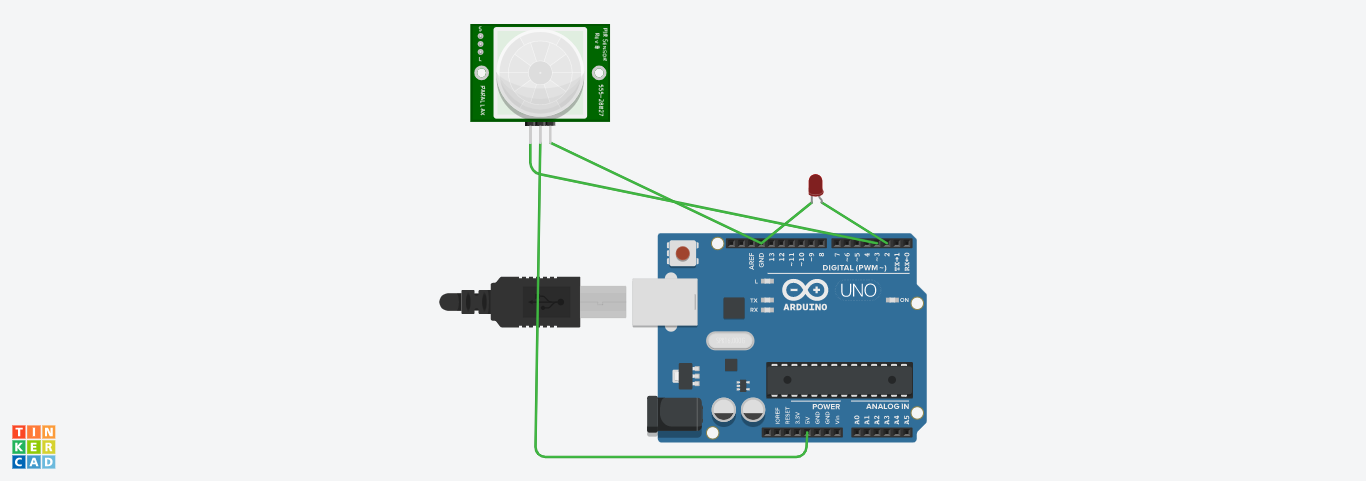 PIR Sensor
Rev B
555-28027
PARALLAX
S
L
AREF
GND
13
12
~11
~10
~9
8
7
~6
~5
4
~3
2
TX→1
RX←0
DIGITAL (PWM~)
L
TX
RX
ARDUINO
UNO
ON
POWER
ANALOG IN
IOREF
RESET
3.3V
5V
GND
GND
Vin
A0
A1
A2
A3
A4
A5
TIN
KER
CAD